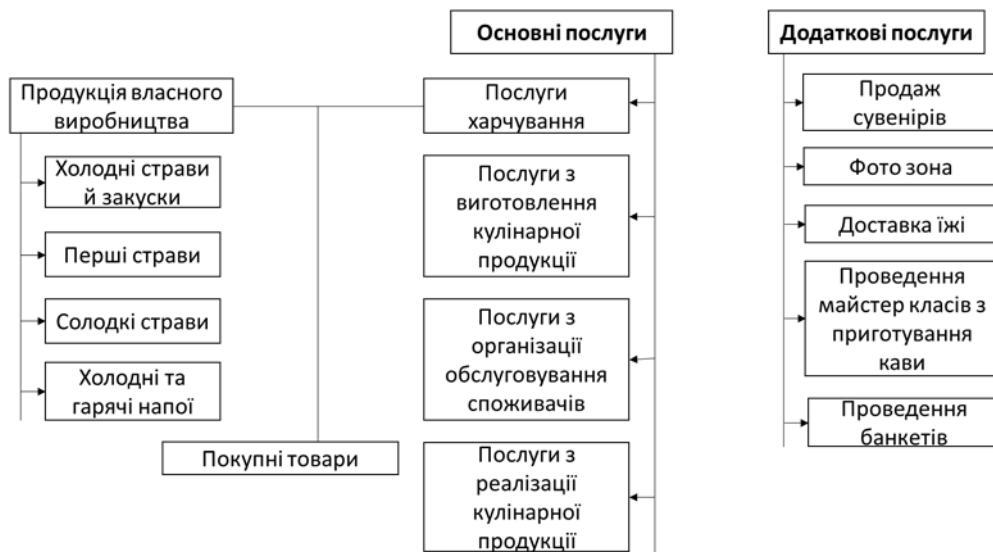 Основні послуги
Додаткові послуги
Продукція власного
виробництва
Послуги
харчування
Продаж
сувенірів
Холодні страви
й закуски
Послуги з
виготовлення
кулінарної
продукції
Фото зона
Перші страви
Доставка їжі
Солодкі страви
Послуги з
організації
обслуговування
споживачів
Проведення
майстер класів з
приготування
кави
Холодні та
гарячі напої
Проведення
банкетів
Покупні товари
Послуги з
реалізації
кулінарної
продукції